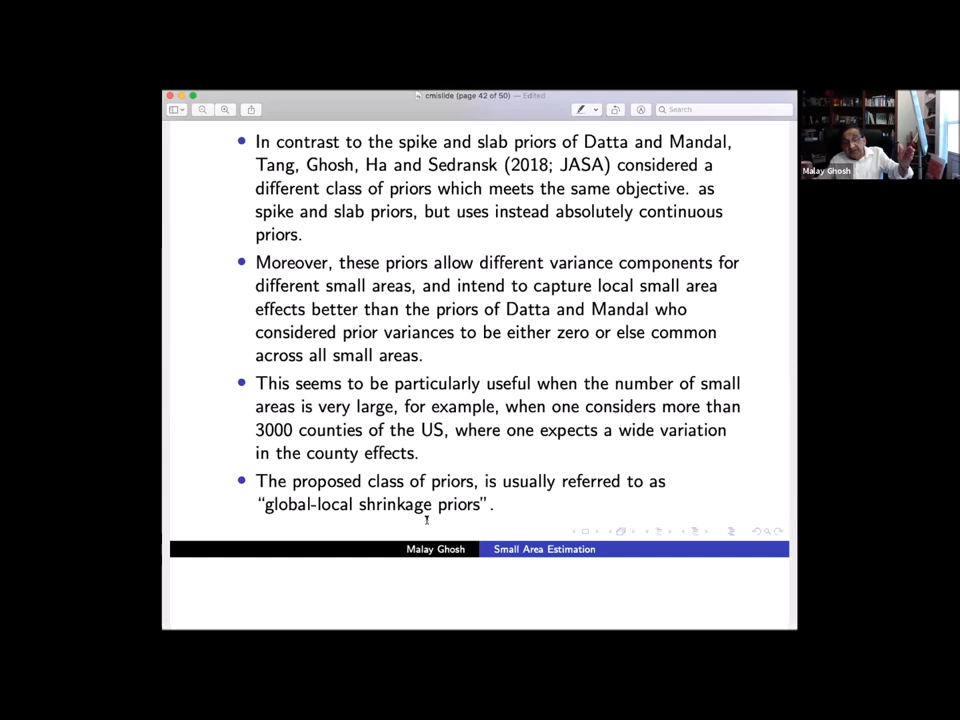 cmislide (page 42 of 50) — Edited
Search
• In contrast to the spike and slab priors of Datta and Mandal,
Tang, Ghosh, Ha and Sedransk (2018; JASA) considered a
different class of priors which meets the same objective. as
spike and slab priors, but uses instead absolutely continuous
priors.
• Moreover, these priors allow different variance components for
different small areas, and intend to capture local small area
effects better than the priors of Datta and Mandal who
considered prior variances to be either zero or else common
across all small areas.
• This seems to be particularly useful when the number of small
areas is very large, for example, when one considers more than
3000 counties of the US, where one expects a wide variation
in the county effects.
• The proposed class of priors, is usually referred to as
“global-local shrinkage priors”.
Malay Ghosh
Small Area Estimation
Malay Ghosh